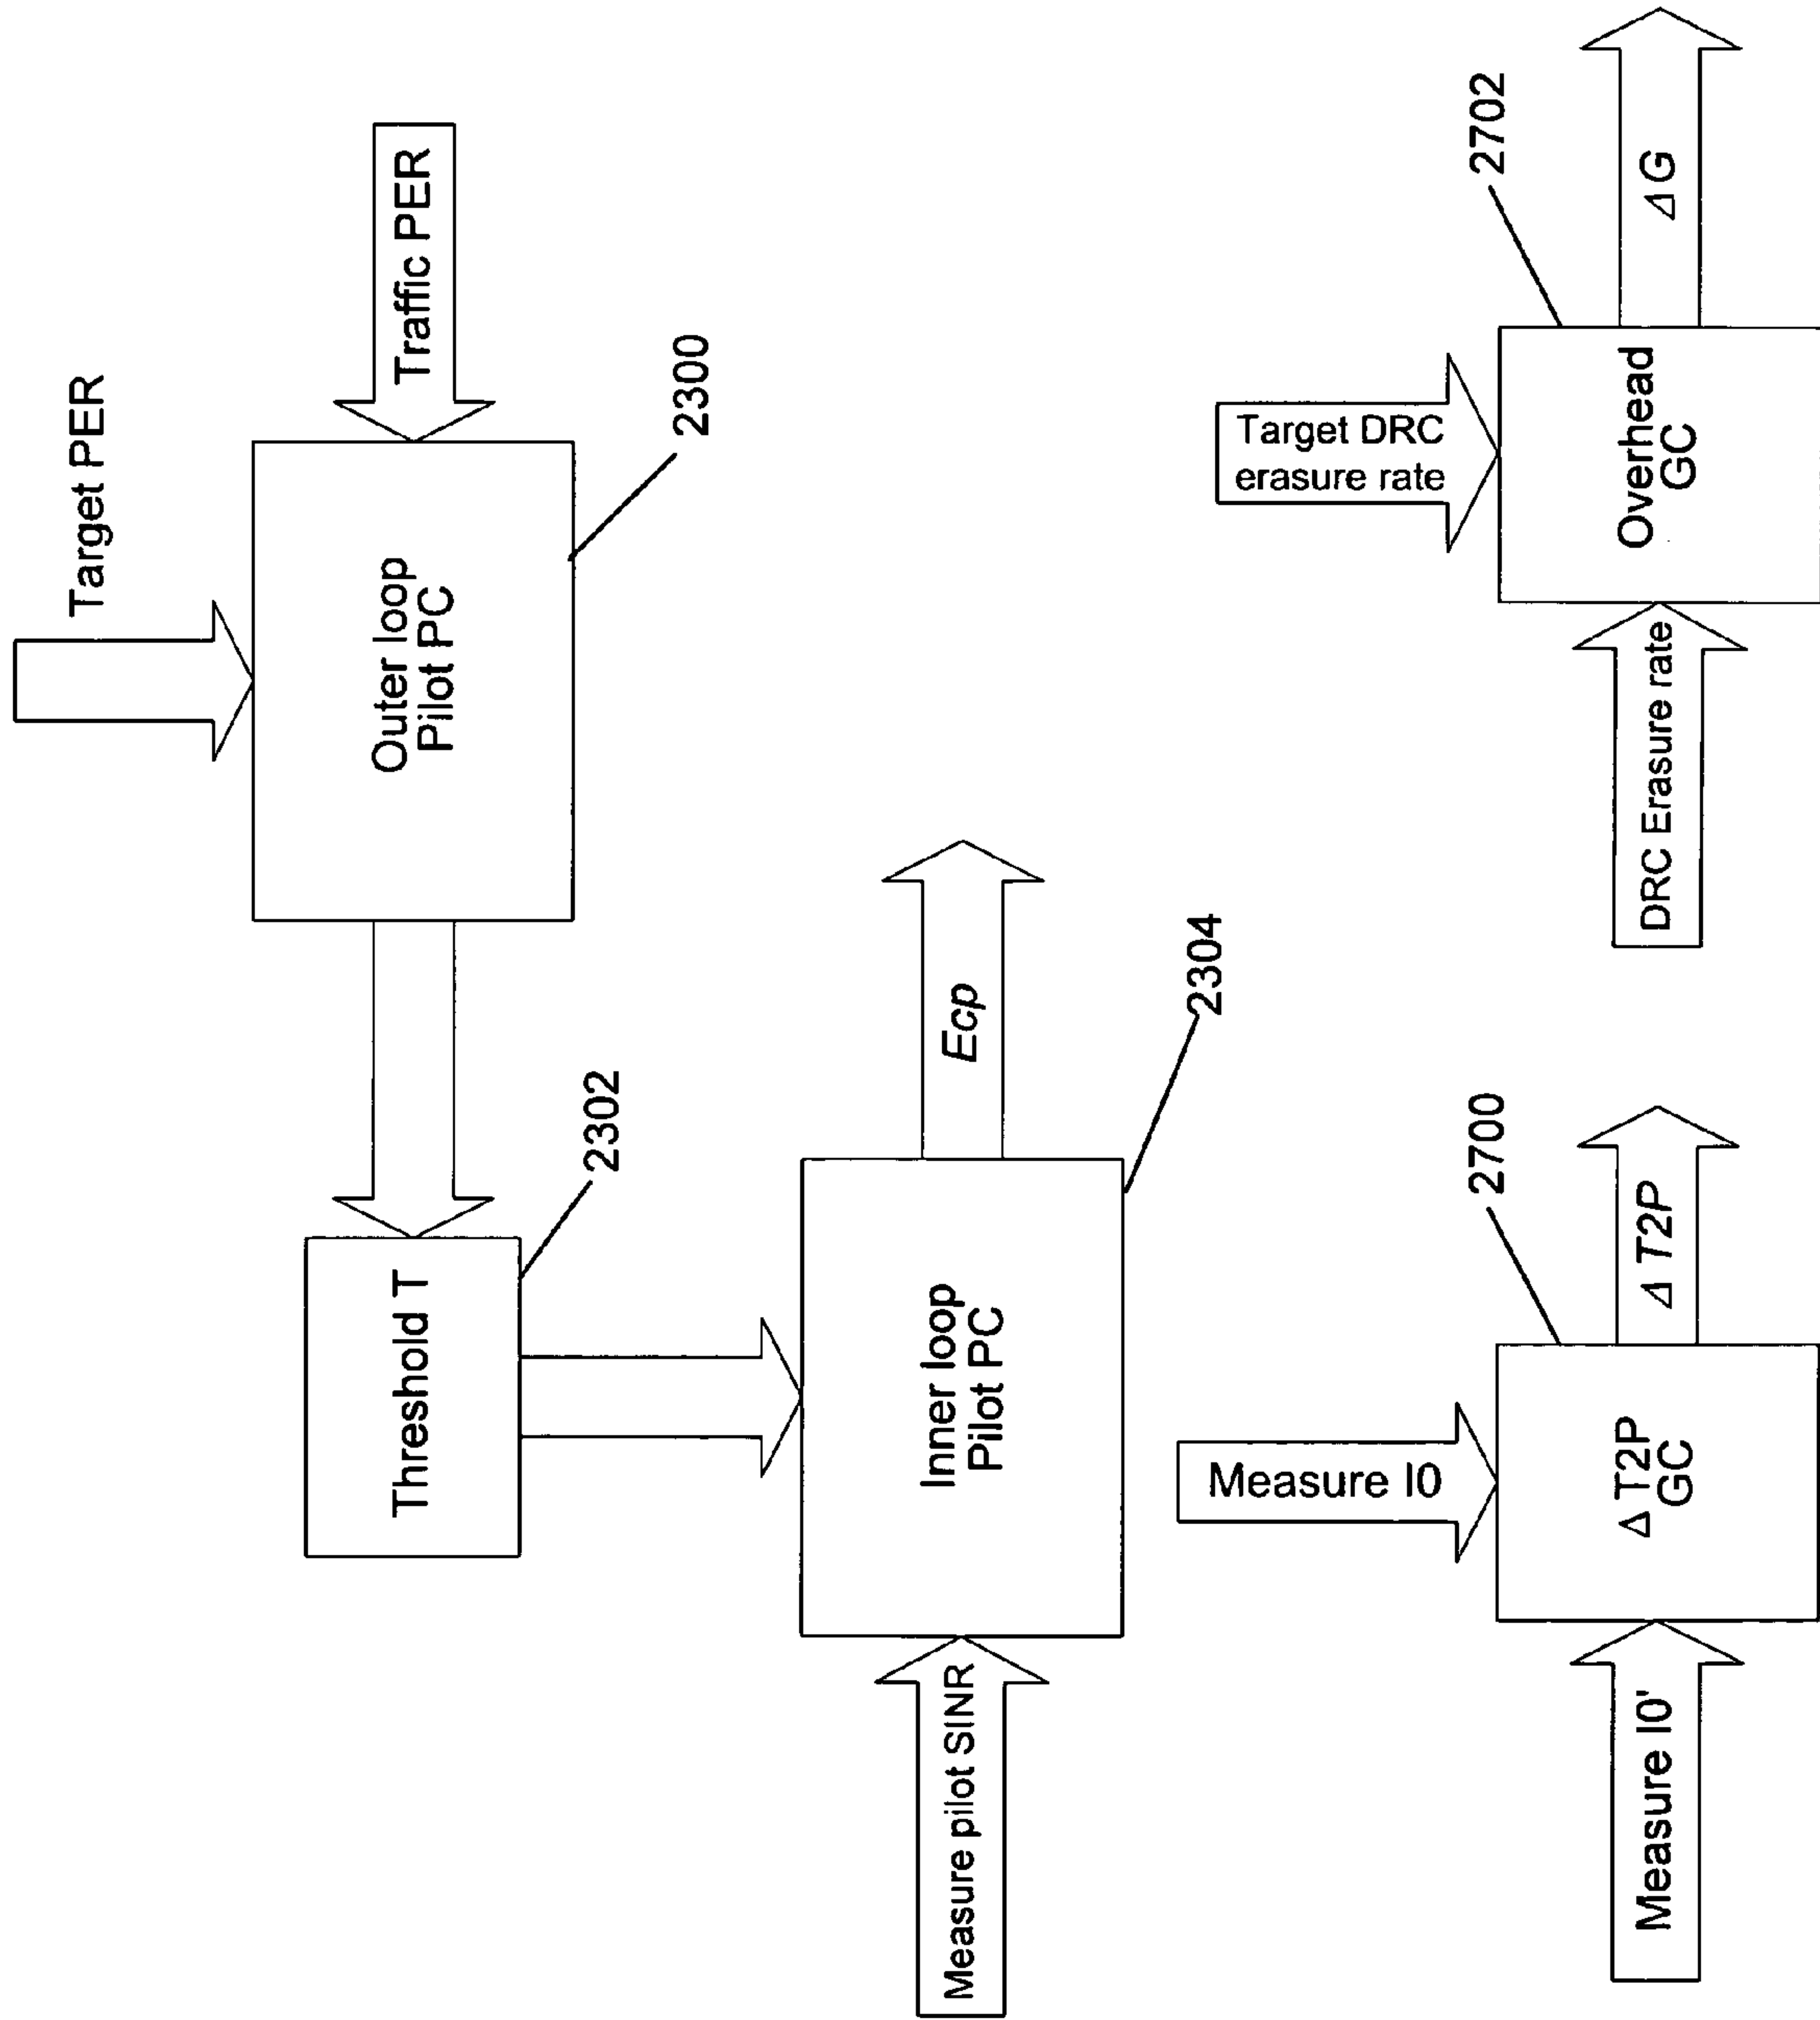 Target PER
Outer loop
Pilot PC
Traffic PER
2300
Threshold T
2302
Measure pilot SINR
Inner loop
Pilot PC
Ecp
2304
Measure I0
Measure I0'
Δ T2P
GC
Δ T2P
2700
Target DRC
erasure rate
DRC Erasure rate
Overhead
GC
Δ G
2702